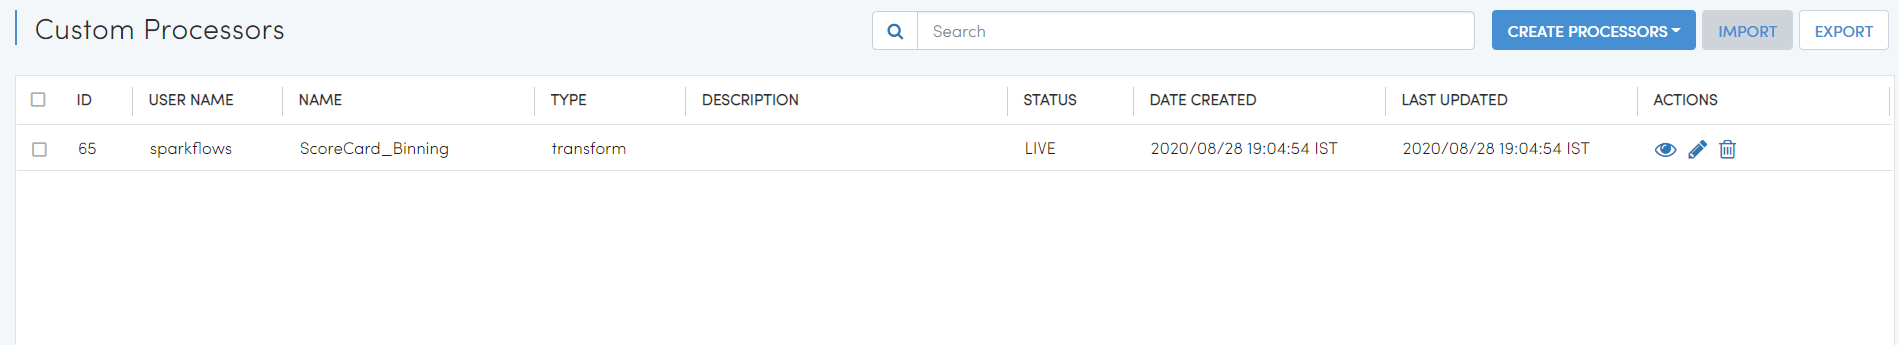 Custom Processors
Search
CREATE PROCESSORS
IMPORT
EXPORT
ID USER NAME NAME TYPE DESCRIPTION STATUS DATE CREATED LAST UPDATED ACTIONS
65 sparkflows ScoreCard_Binning transform LIVE 2020/08/28 19:04:54 IST 2020/08/28 19:04:54 IST